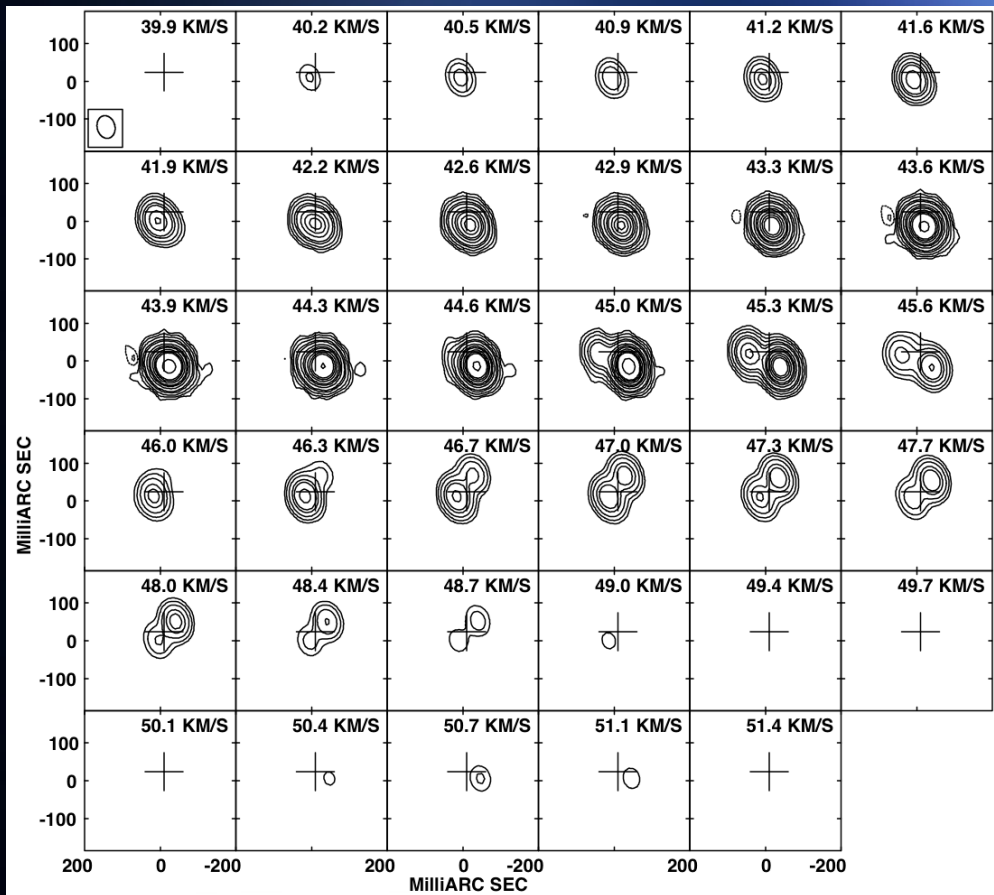 39.9 KM/S 40.2 KM/S 40.5 KM/S 40.9 KM/S 41.2 KM/S 41.6 KM/S
100
0
-100
41.9 KM/S 42.2 KM/S 42.6 KM/S 42.9 KM/S 43.3 KM/S 43.6 KM/S
100
0
-100
43.9 KM/S 44.3 KM/S 44.6 KM/S 45.0 KM/S 45.3 KM/S 45.6 KM/S
100
0
-100
MilliARC SEC
46.0 KM/S 46.3 KM/S 46.7 KM/S 47.0 KM/S 47.3 KM/S 47.7 KM/S
100
0
-100
48.0 KM/S 48.4 KM/S 48.7 KM/S 49.0 KM/S 49.4 KM/S 49.7 KM/S
100
0
-100
50.1 KM/S 50.4 KM/S 50.7 KM/S 51.1 KM/S 51.4 KM/S
100
0
-100
200 0 -200 200 0 -200 200 0 -200
MilliARC SEC